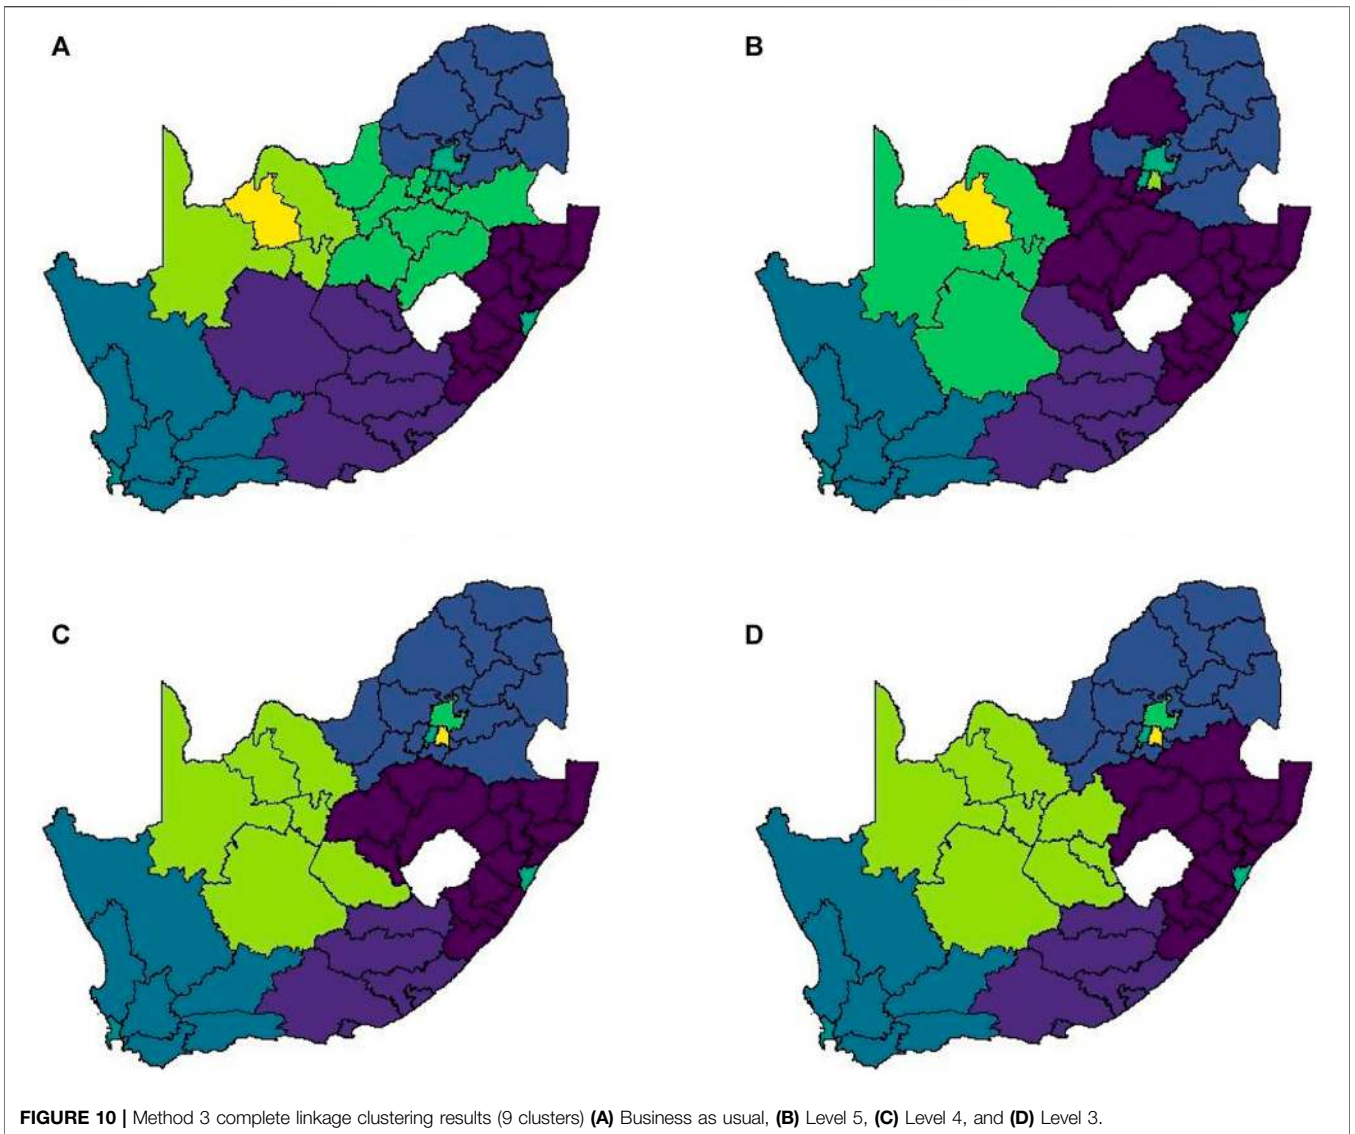 A
B
C
D
FIGURE 10 | Method 3 complete linkage clustering results (9 clusters) (A) Business as usual, (B) Level 5, (C) Level 4, and (D) Level 3.